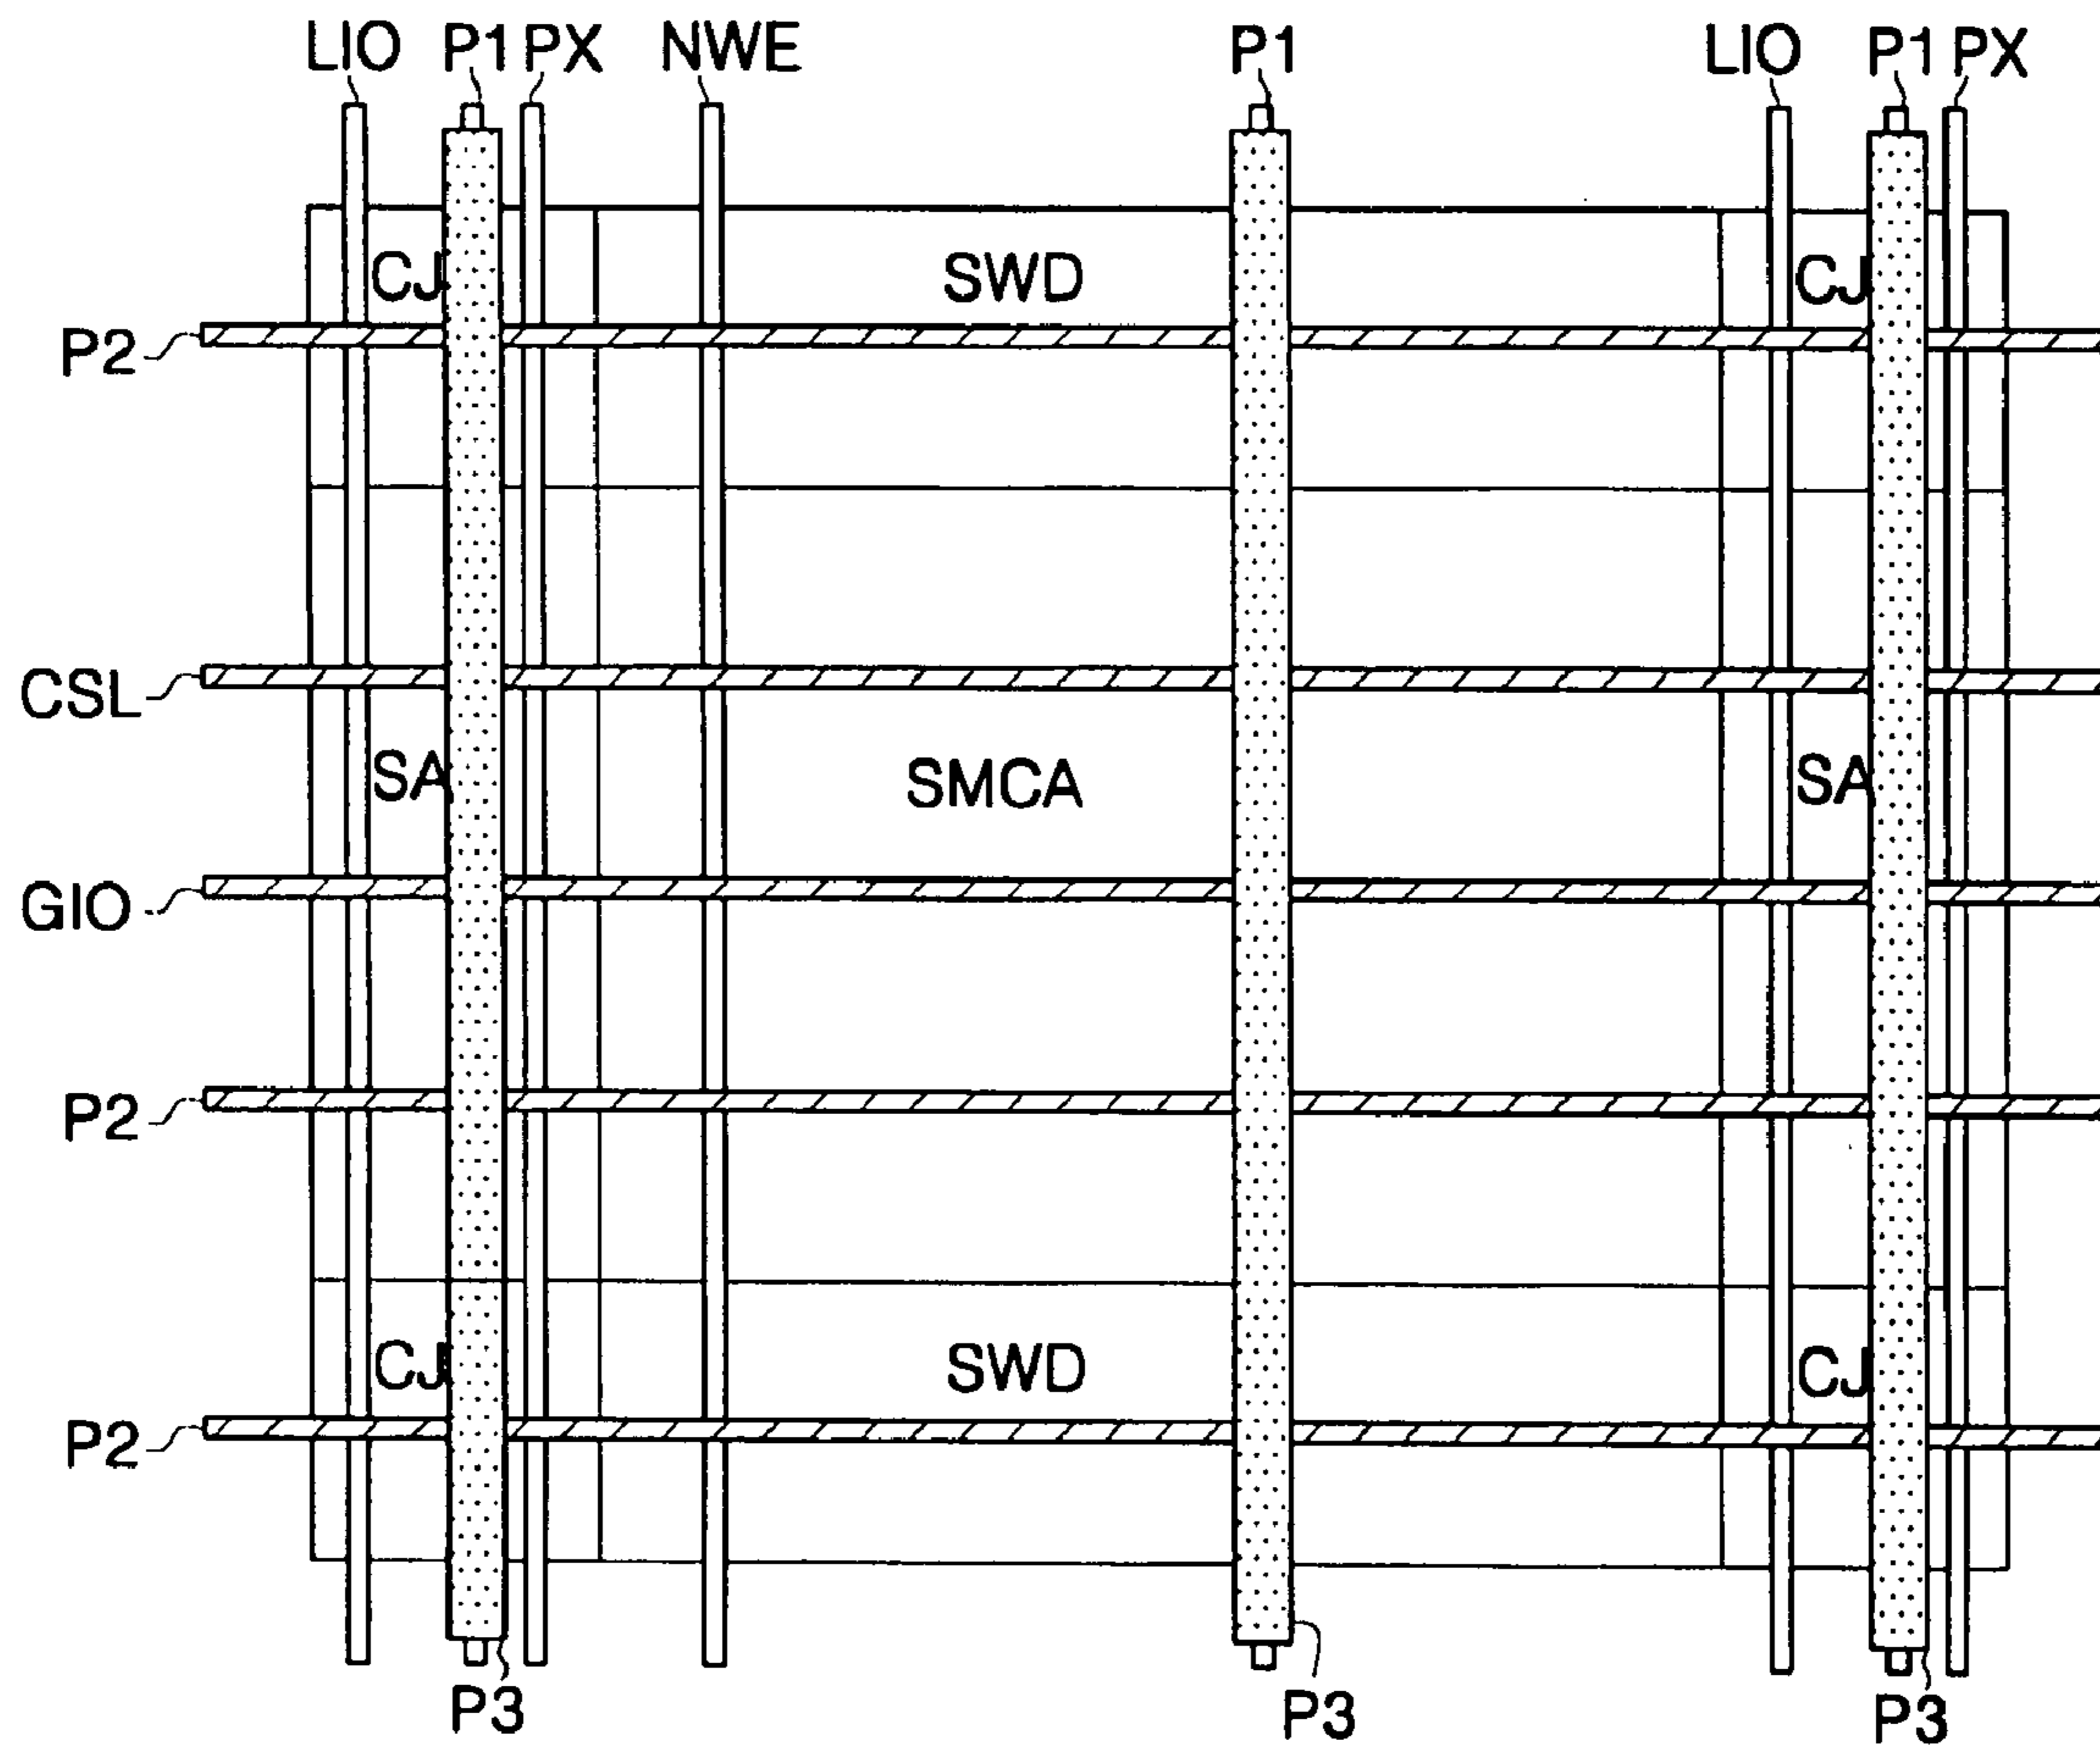 LIO P1 PX NWE P1 LIO P1 PX
CJ SWD CJ
P2
CSL
SA SMCA SA
GIO
P2
CJ SWD CJ
P2
P3 P3 P3